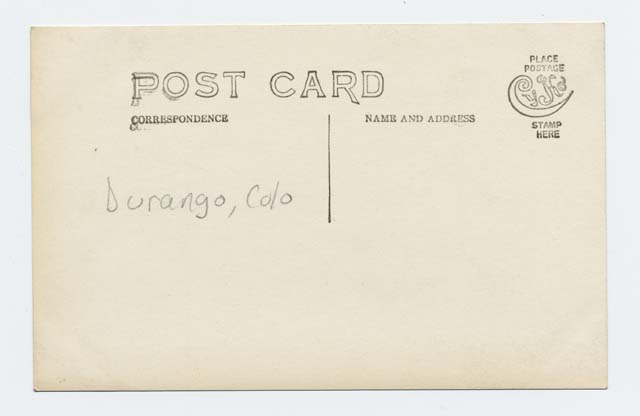 PLACE
POSTAGE
POST CARD
STAMP
HERE
CORRESPONDENCE
NAME AND ADDRESS
Durango, Colo